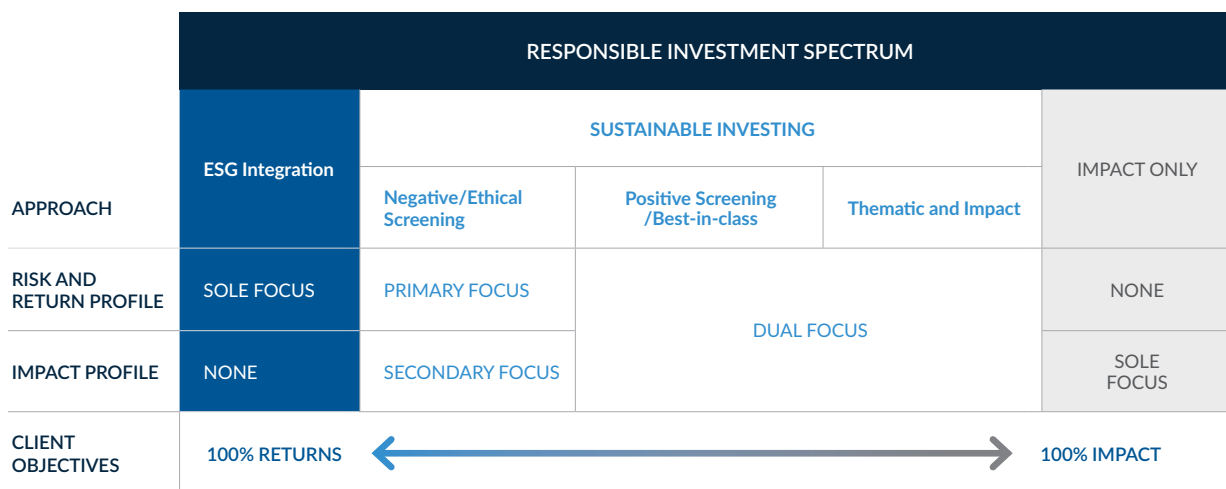 RESPONSIBLE INVESTMENT SPECTRUM
SUSTAINABLE INVESTING
ESG Integration
IMPACT ONLY
APPROACH
Negative/Ethical
Screening
Positive Screening
/Best-in-class
Thematic and Impact
RISK AND
RETURN PROFILE
SOLE FOCUS
PRIMARY FOCUS
DUAL FOCUS
NONE
IMPACT PROFILE
NONE
SECONDARY FOCUS
SOLE
FOCUS
CLIENT
OBJECTIVES
100% RETURNS
100% IMPACT